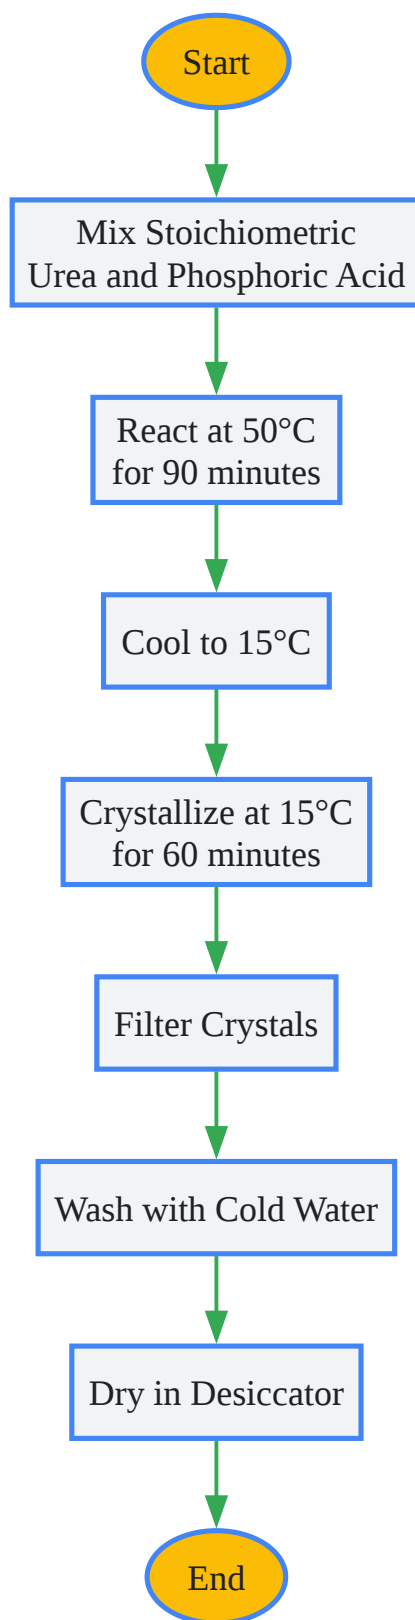 Start
Mix Stoichiometric
Urea and Phosphoric Acid
React at 50°C
for 90 minutes
Cool to 15°C
Crystallize at 15°C
for 60 minutes
Filter Crystals
Wash with Cold Water
Dry in Desiccator
End